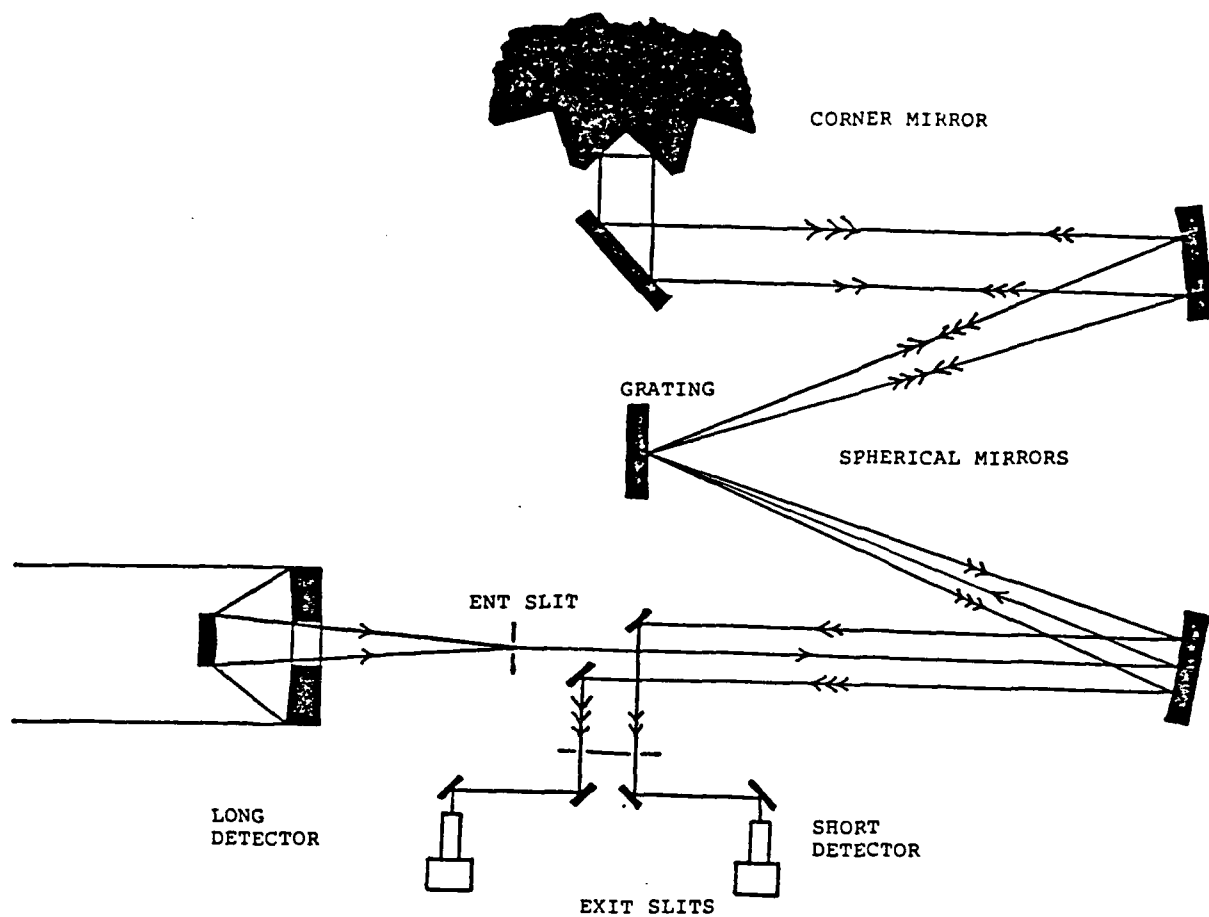 CORNER MIRROR
GRATING
SPHERICAL MIRRORS
ENT SLIT
LONG
DETECTOR
SHORT
DETECTOR
EXIT SLITS